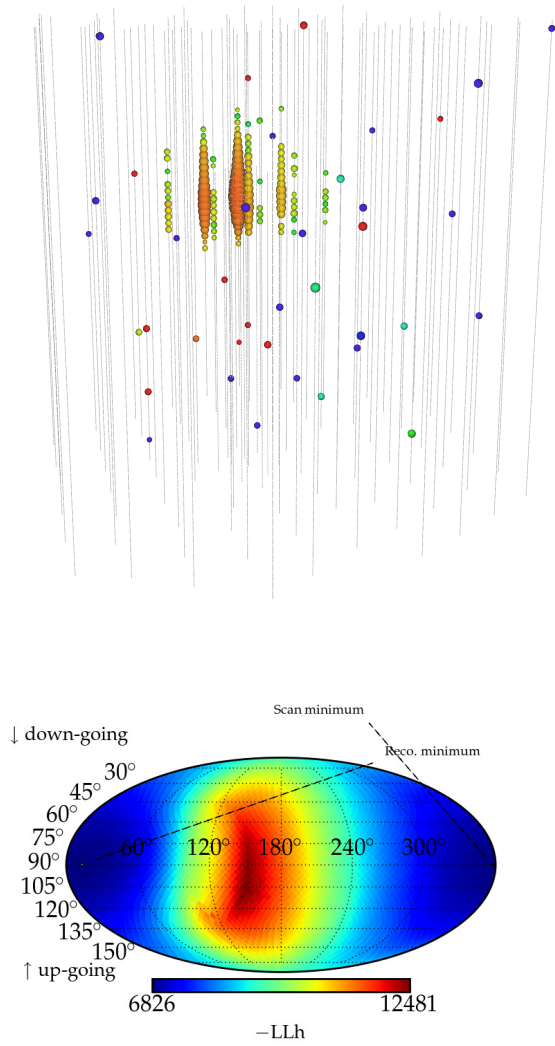 Scan minimum
↓ down-going
Reco. minimum
30°
45°
60°
75°
90°
105°
120°
135°
150°
60° 120° 180° 240° 300°
↑ up-going
6826 12481
−LLh